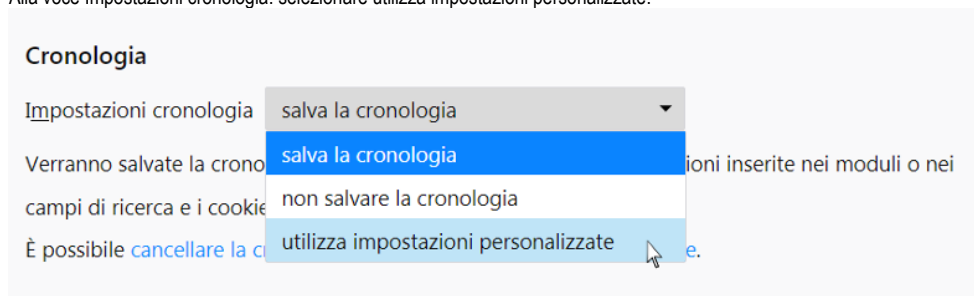 Alla voce Impostazioni cronologia: selezionare utilizza impostazioni personalizzate.
Cronologia
Impostazioni cronologia salva la cronologia
salva la cronologia
Verranno salvate la crono ioni inserite nei moduli o nei
non salvare la cronologia
campi di ricerca e i cookie
utilizza impostazioni personalizzate
È possibile cancellare la c e.